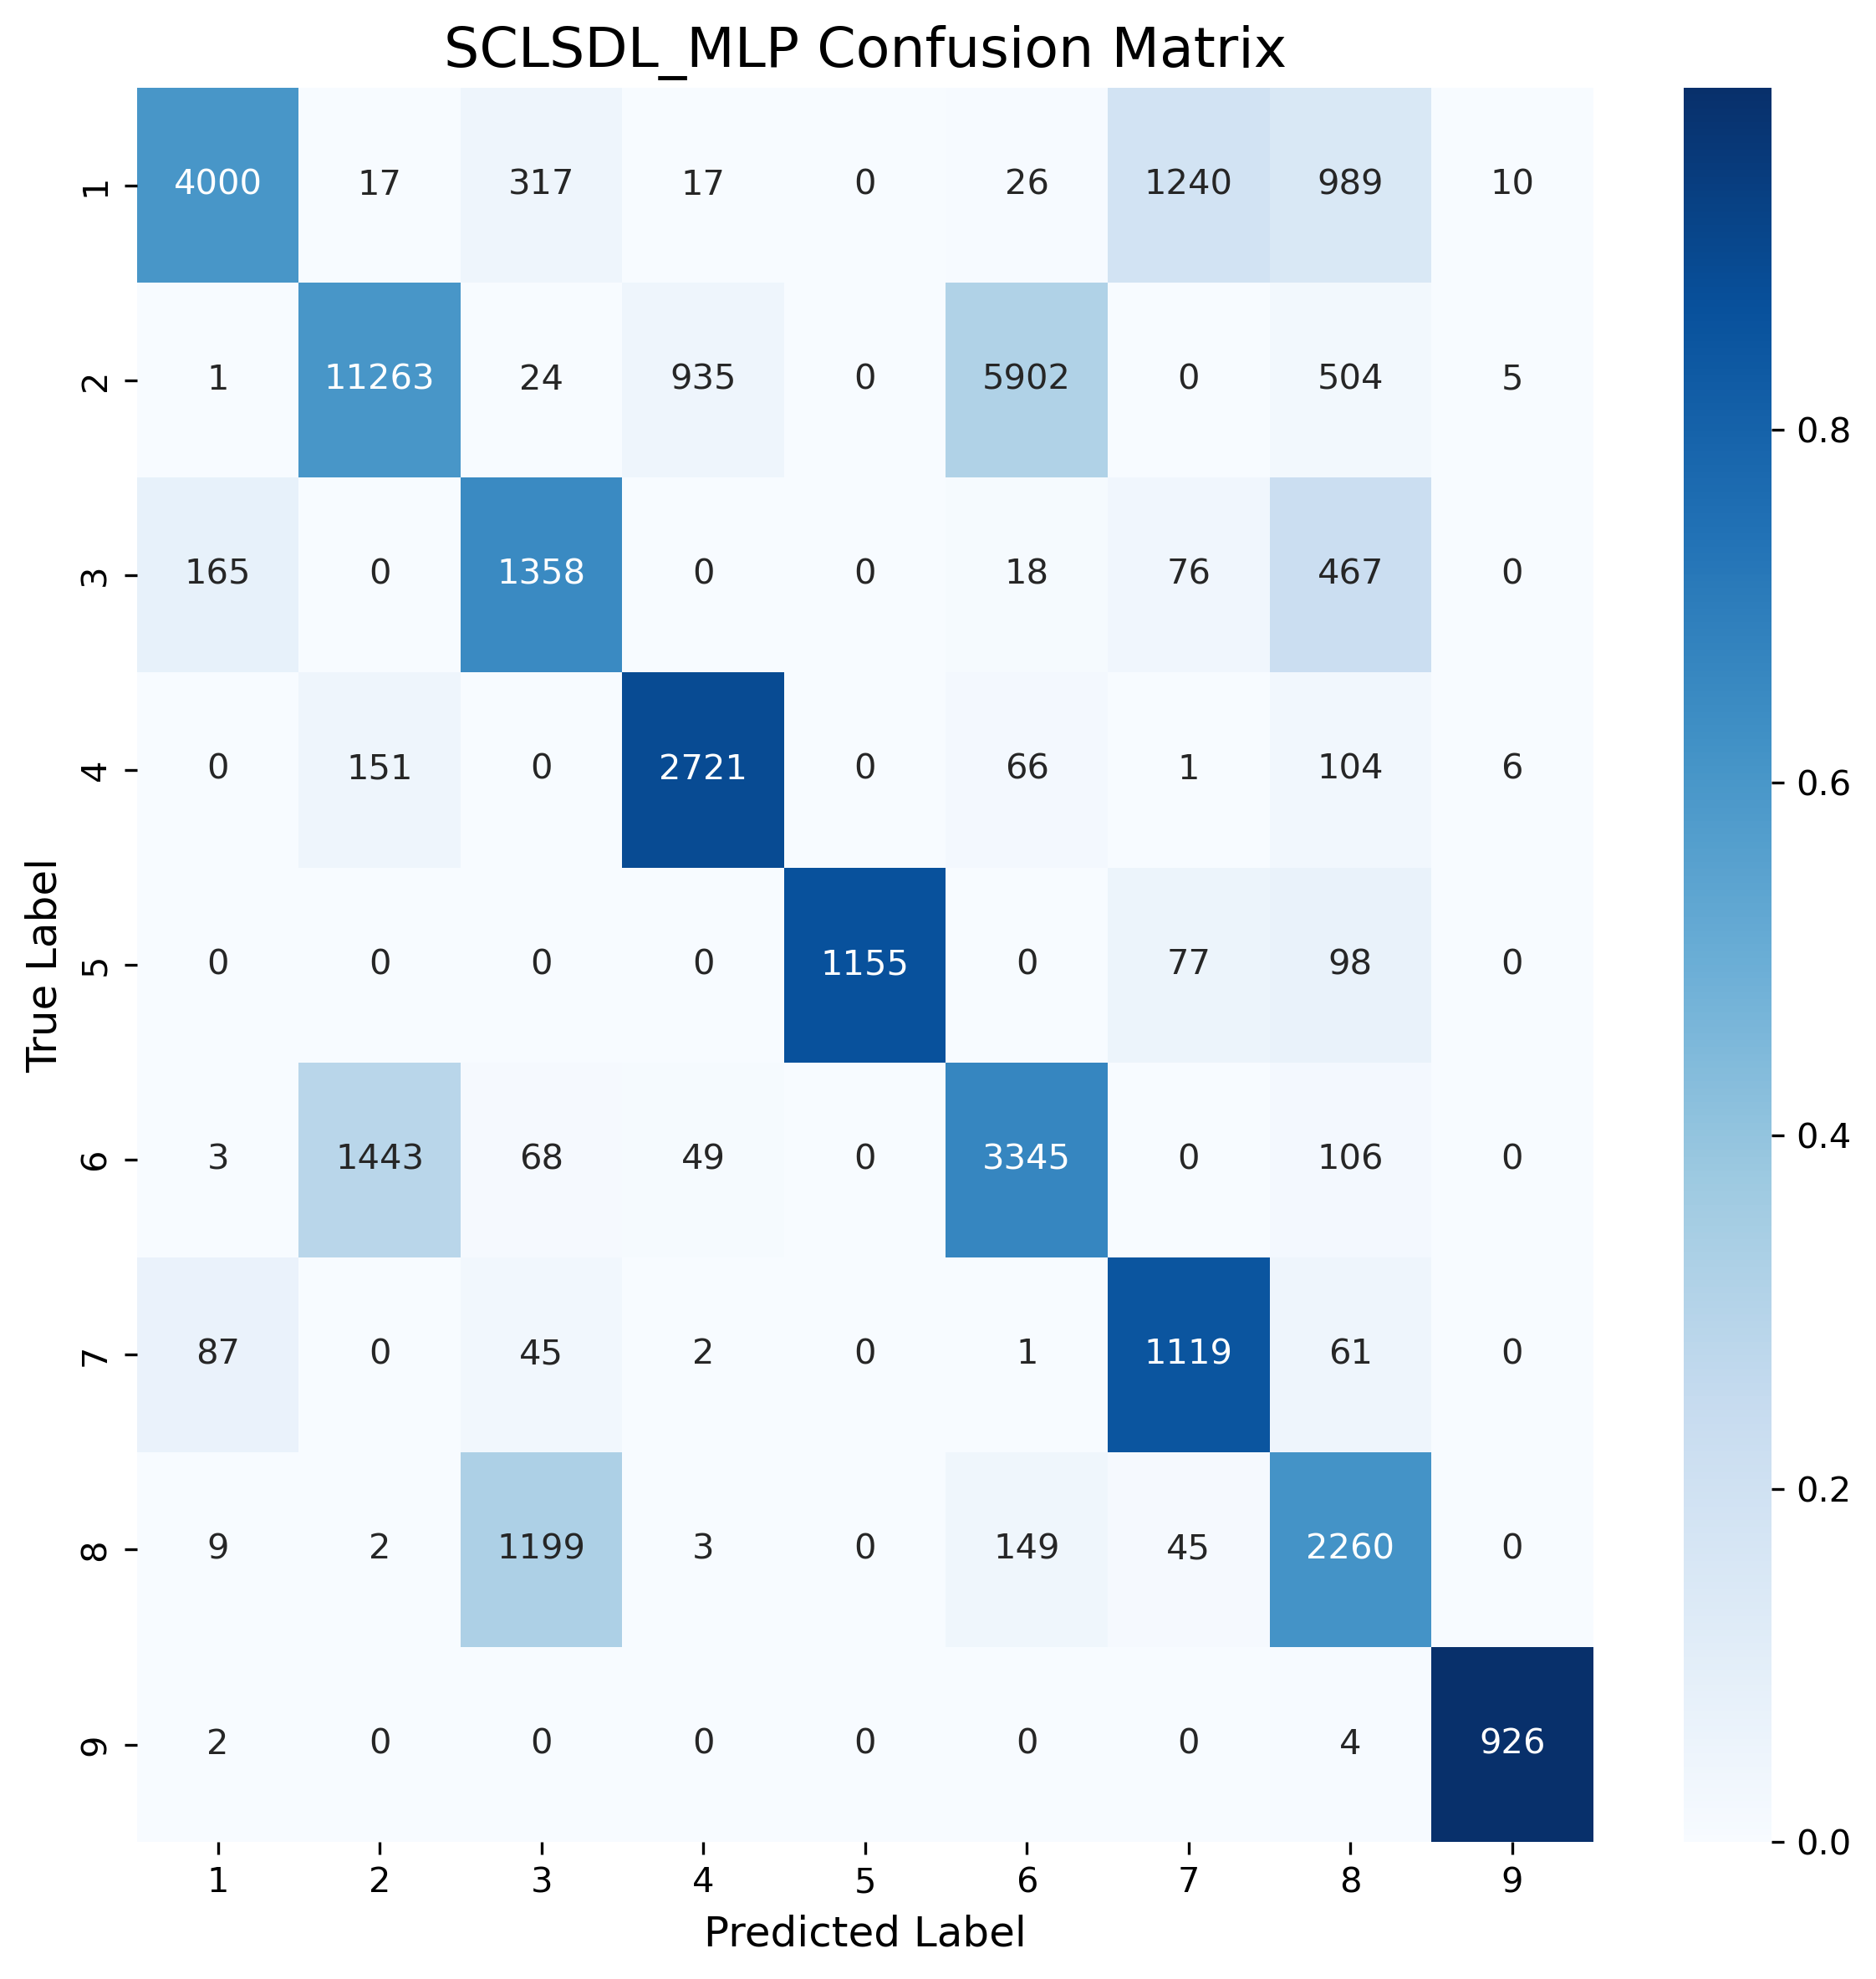 SCLSDL_MLP Confusion Matrix
1 4000 17 317 17 0 26 1240 989 10
2 1 11263 24 935 0 5902 0 504 5
3 165 0 1358 0 0 18 76 467 0
4 0 151 0 2721 0 66 1 104 6
5 0 0 0 0 1155 0 77 98 0
6 3 1443 68 49 0 3345 0 106 0
7 87 0 45 2 0 1 1119 61 0
8 9 2 1199 3 0 149 45 2260 0
9 2 0 0 0 0 0 0 4 926
1 2 3 4 5 6 7 8 9
Predicted Label
True Label
0.8
0.6
0.4
0.2
0.0